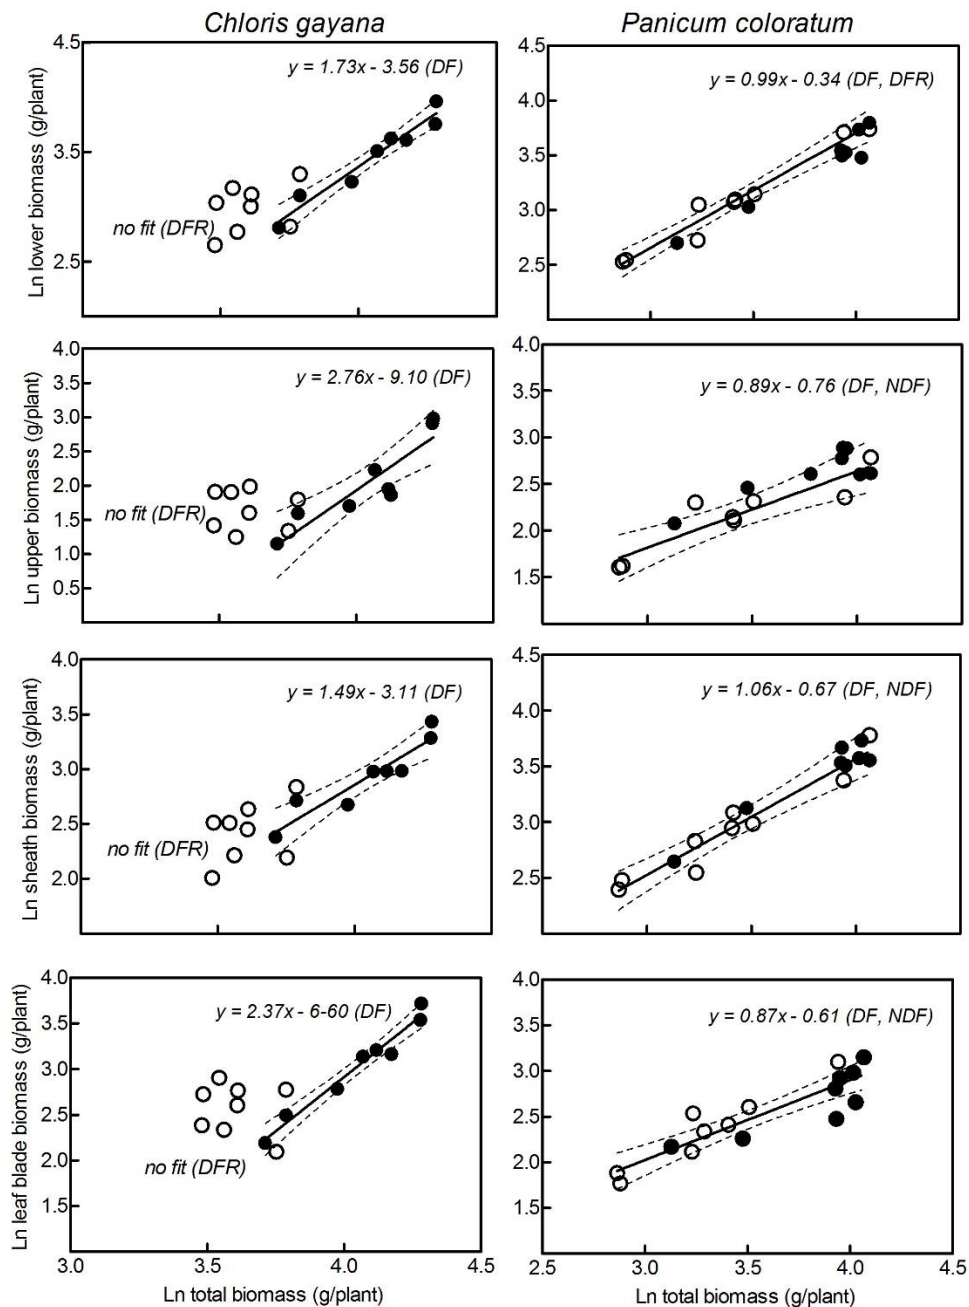 Chloris gayana
Panicum coloratum
Ln lower biomass (g/plant)
4.5
3.5
2.5
y = 1.73x - 3.56 (DF)
no fit (DFR)
4.5
4.0
3.5
3.0
2.5
y = 0.99x - 0.34 (DF, DFR)
Ln upper biomass (g/plant)
4.0
3.5
3.0
2.5
2.0
1.5
1.0
0.5
y = 2.76x - 9.10 (DF)
no fit (DFR)
4.0
3.5
3.0
2.5
2.0
1.5
y = 0.89x - 0.76 (DF, NDF)
Ln sheath biomass (g/plant)
4.0
3.5
3.0
2.5
2.0
y = 1.49x - 3.11 (DF)
no fit (DFR)
4.5
4.0
3.5
3.0
2.5
y = 1.06x - 0.67 (DF, NDF)
Ln leaf blade biomass (g/plant)
4.0
3.5
3.0
2.5
2.0
1.5
y = 2.37x - 6-60 (DF)
no fit (DFR)
3.0
3.5
4.0
4.5
Ln total biomass (g/plant)
4.0
3.5
3.0
2.5
2.0
1.5
y = 0.87x - 0.61 (DF, NDF)
2.5
3.0
3.5
4.0
4.5
Ln total biomass (g/plant)